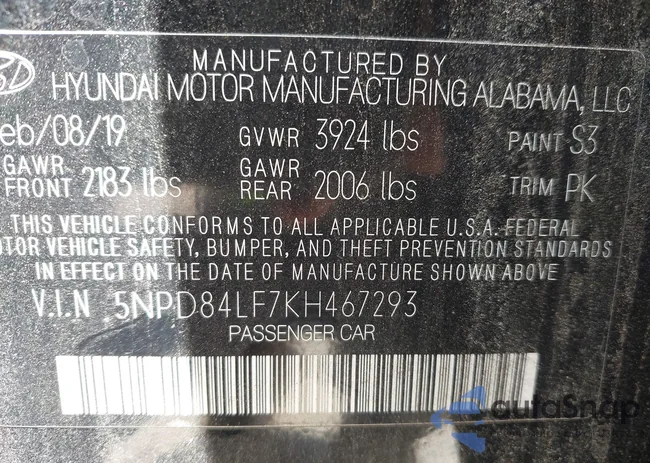 MANUFACTURED BY
HYUNDAI MOTOR MANUFACTURING ALABAMA, LLC
eb/08/19 GVWR 3924 lbs PAINT S3
GAWR FRONT 2183 lbs GAWR REAR 2006 lbs TRIM PK
THIS VEHICLE CONFORMS TO ALL APPLICABLE U.S.A. FEDERAL
OTOR VEHICLE SAFETY, BUMPER, AND THEFT PREVENTION STANDARDS
IN EFFECT ON THE DATE OF MANUFACTURE SHOWN ABOVE
V.I.N 5NPD84LF7KH467293
PASSENGER CAR
autoSnap